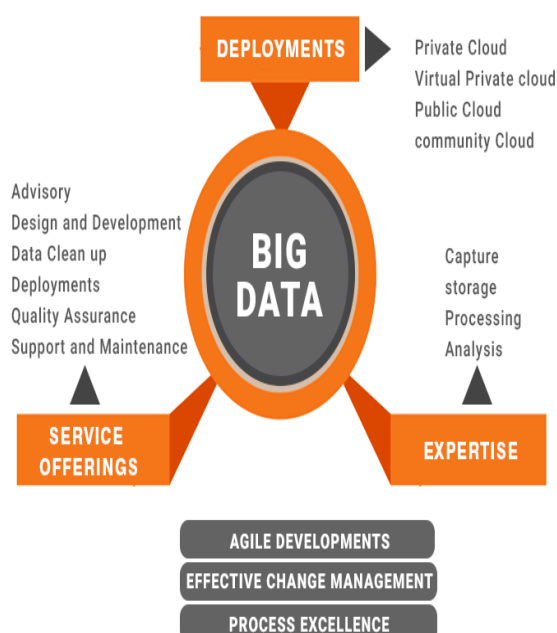 DEPLOYMENTS
Private Cloud
Virtual Private cloud
Public Cloud
community Cloud
Advisory
Design and Development
Data Clean up
Deployments
Quality Assurance
Support and Maintenance
BIG
DATA
Capture
storage
Processing
Analysis
SERVICE
OFFERINGS
EXPERTISE
AGILE DEVELOPMENTS
EFFECTIVE CHANGE MANAGEMENT
PROCESS EXCELLENCE